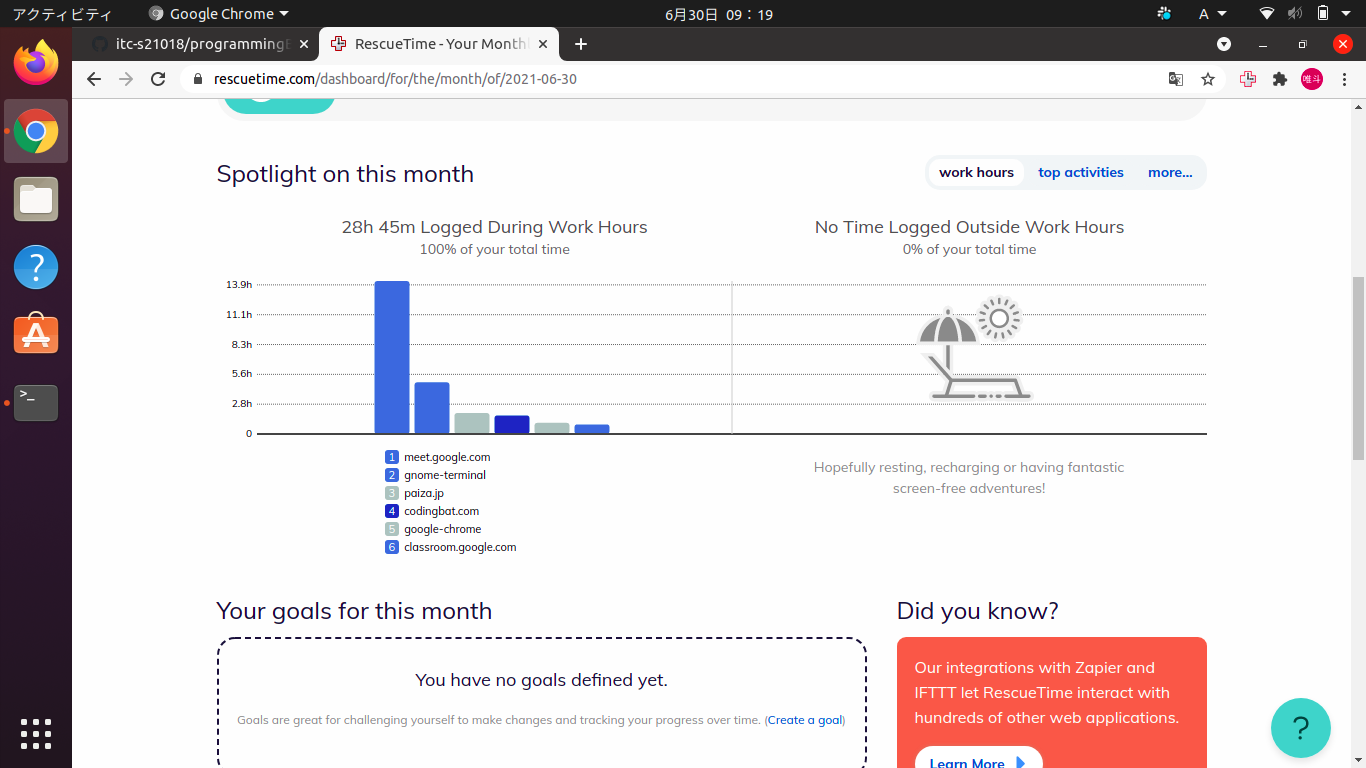 アクティビティ Google Chrome 6月30日 09:19 A
itc-s21018/programmingB RescueTime - Your Month
rescuetime.com/dashboard/for/the/month/of/2021-06-30 唯斗
Spotlight on this month
work hours top activities more...
28h 45m Logged During Work Hours
100% of your total time
No Time Logged Outside Work Hours
0% of your total time
13.9h
11.1h
8.3h
5.6h
2.8h
0
1 meet.google.com
2 gnome-terminal
3 paiza.jp
4 codingbat.com
5 google-chrome
6 classroom.google.com
Hopefully resting, recharging or having fantastic
screen-free adventures!
Your goals for this month
You have no goals defined yet.
Goals are great for challenging yourself to make changes and tracking your progress over time. (Create a goal)
Did you know?
Our integrations with Zapier and
IFTTT let RescueTime interact with
hundreds of other web applications.
Learn More
?